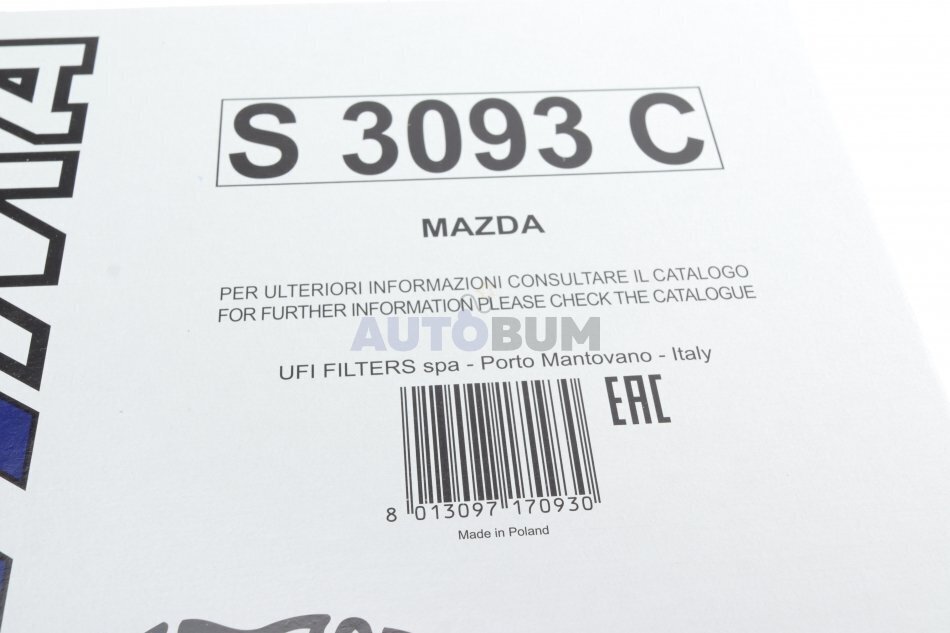 S 3093 C
MAZDA
PER ULTERIORI INFORMAZIONI CONSULTARE IL CATALOGO
FOR FURTHER INFORMATION PLEASE CHECK THE CATALOGUE
AUTOBUM
UFI FILTERS spa - Porto Mantovano - Italy
EAC
8 013097 170930
Made in Poland